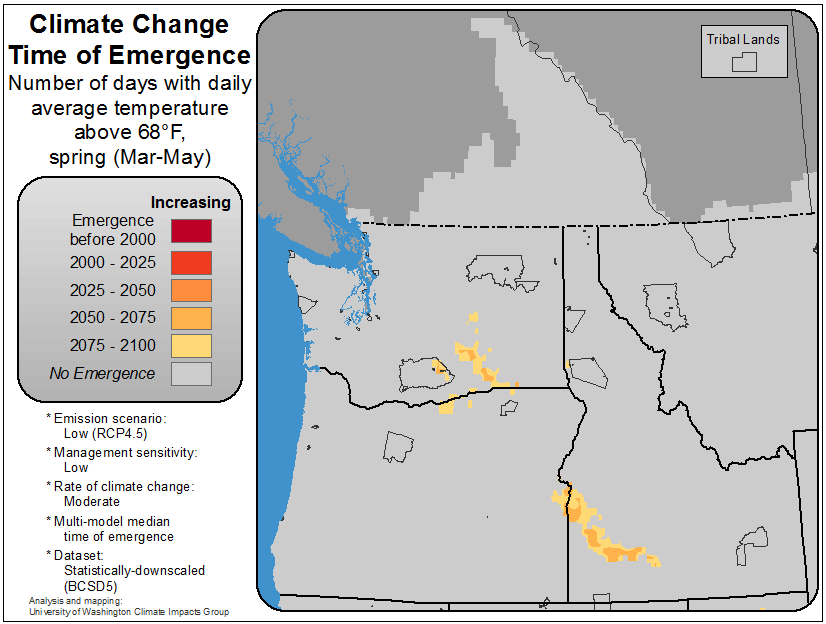 Climate Change
Time of Emergence
Number of days with daily
average temperature
above 68°F,
spring (Mar-May)
Increasing
Emergence
before 2000
2000 - 2025
2025 - 2050
2050 - 2075
2075 - 2100
No Emergence
* Emission scenario:
Low (RCP4.5)
* Management sensitivity:
Low
* Rate of climate change:
Moderate
* Multi-model median
time of emergence
* Dataset:
Statistically-downscaled
(BCSD5)
Analysis and mapping:
University of Washington Climate Impacts Group
Tribal Lands